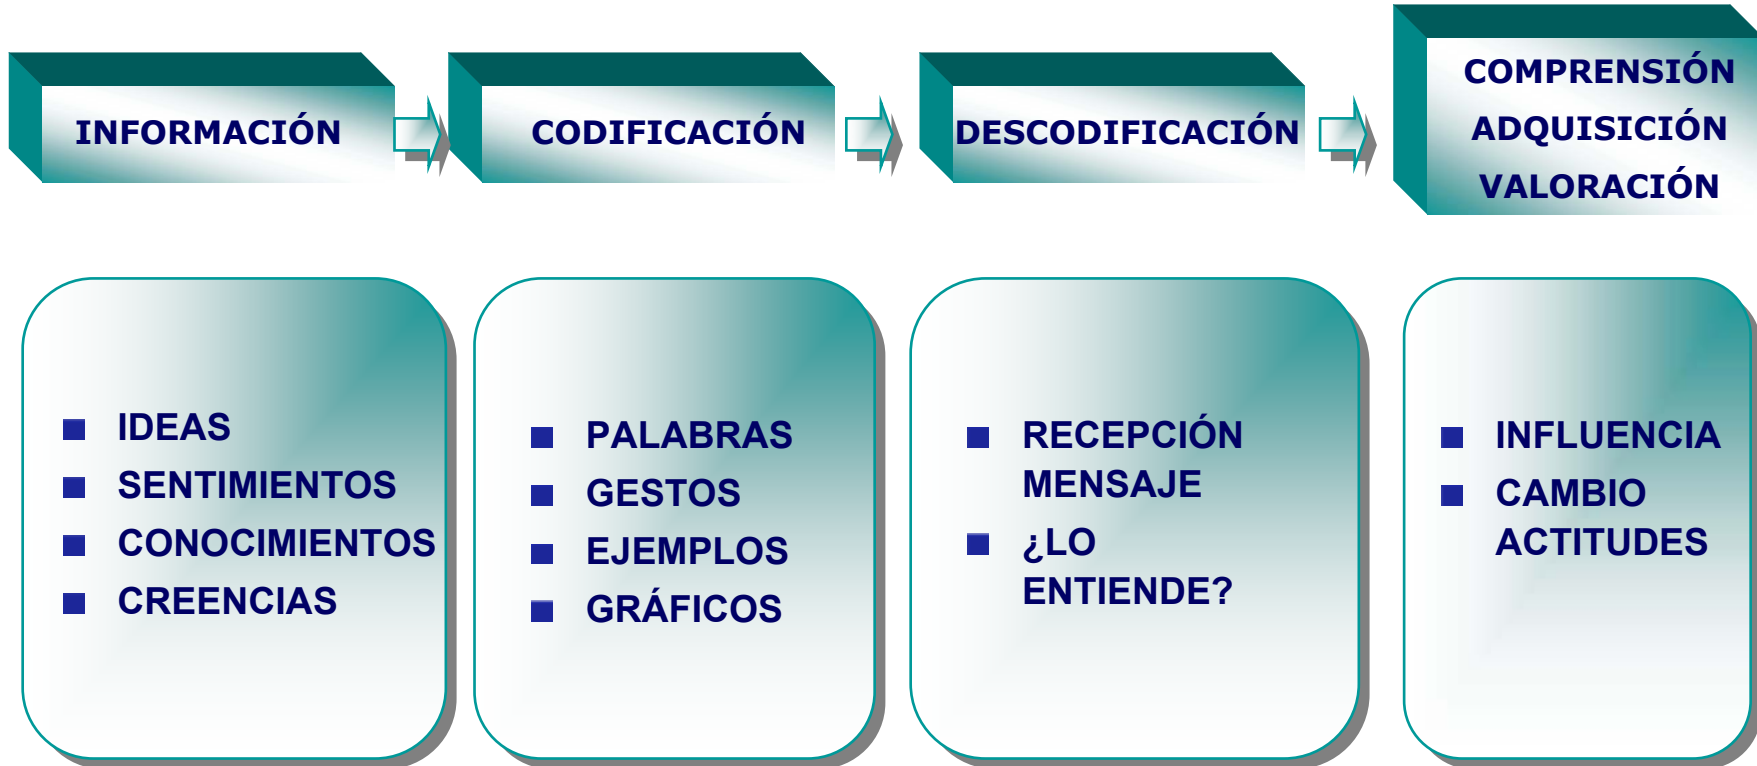 INFORMACIÓN
CODIFICACIÓN
DESCODIFICACIÓN
COMPRENSIÓN
ADQUISICIÓN
VALORACIÓN
IDEAS
SENTIMIENTOS
CONOCIMIENTOS
CREENCIAS
PALABRAS
GESTOS
EJEMPLOS
GRÁFICOS
RECEPCIÓN
MENSAJE
¿LO
ENTIENDE?
INFLUENCIA
CAMBIO
ACTITUDES